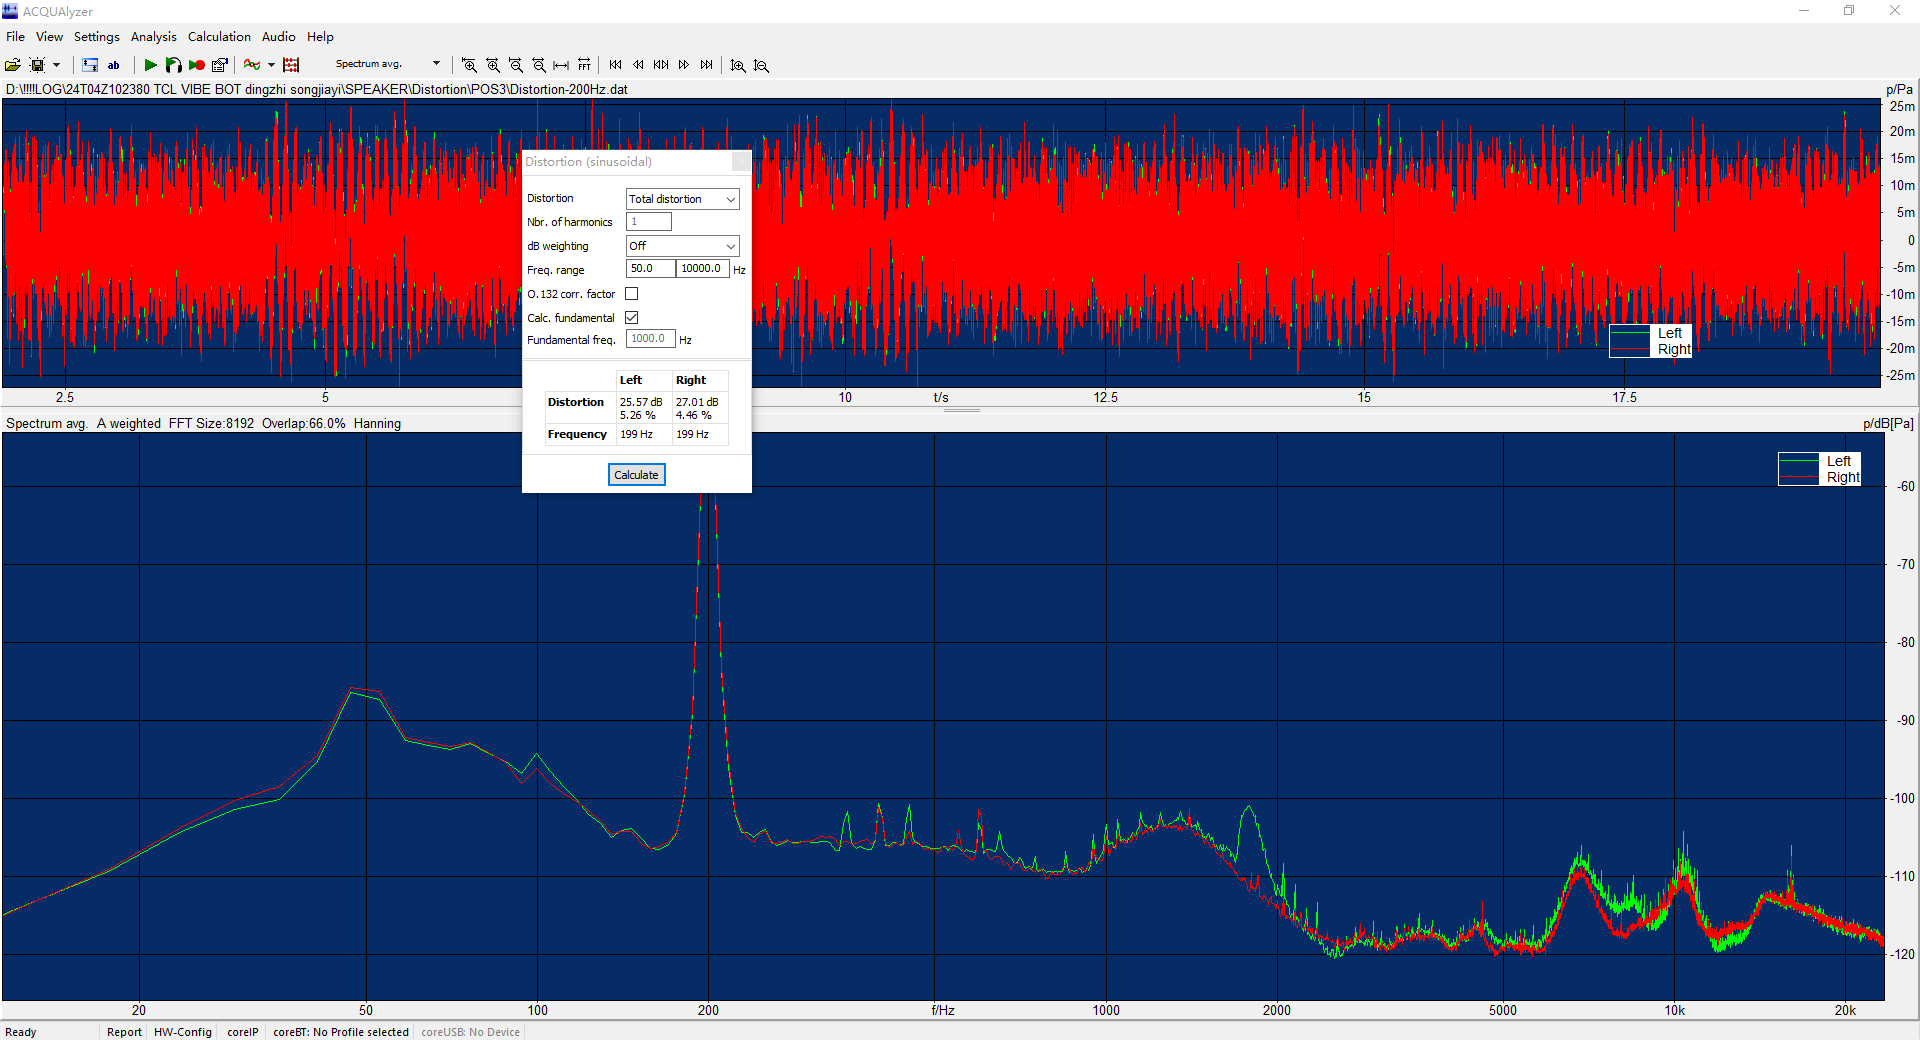 ACQUAlyzer
File View Settings Analysis Calculation Audio Help
ab Spectrum avg. FFT
D:\!!!!LOG\24T04Z102380 TCL VIBE BOT dingzhi songjiayi\SPEAKER\Distortion\POS3\Distortion-200Hz.dat p/Pa
25m
20m
15m
10m
5m
0
-5m
-10m
-15m
-20m
-25m
Left
Right
2.5 5 10 t/s 12.5 15 17.5
Distortion (sinusoidal)
Distortion Total distortion
Nbr. of harmonics 1
dB weighting Off
Freq. range 50.0 10000.0 Hz
O.132 corr. factor
Calc. fundamental
Fundamental freq. 1000.0 Hz
Left Right
Distortion 25.57 dB 27.01 dB
5.26 % 4.46 %
Frequency 199 Hz 199 Hz
Calculate
Spectrum avg. A weighted FFT Size:8192 Overlap:66.0% Hanning p/dB[Pa]
Left
Right
-60
-70
-80
-90
-100
-110
-120
20 50 100 200 f/Hz 1000 2000 5000 10k 20k
Ready Report HW-Config coreIP coreBT: No Profile selected coreUSB: No Device